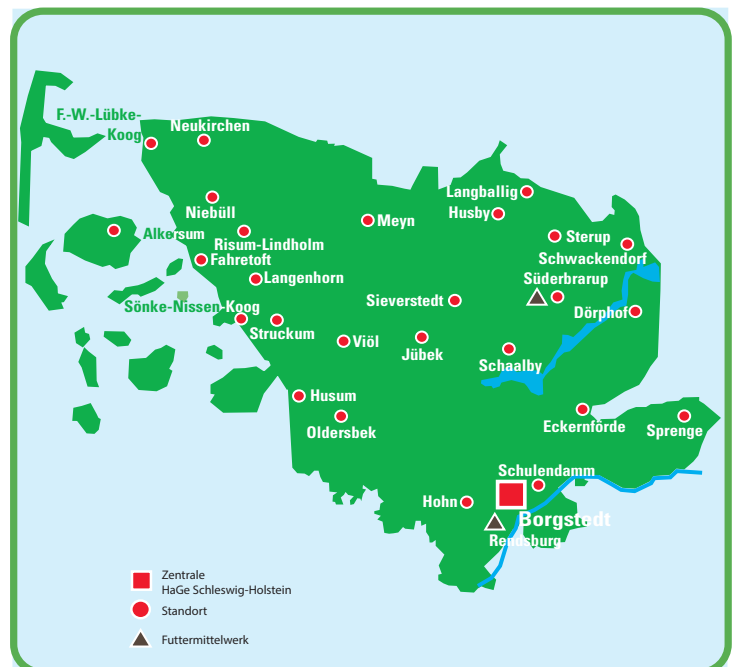 F.-W.-Lübke-
Koog
Neukirchen
Langballig
Niebüll
Husby
Meyn
Alkersum
Risum-Lindholm
Sterup
Schwackendorf
Fahretoft
Langenhorn
Süderbrarup
Sieverstedt
Sönke-Nissen-Koog
Dörphof
Struckum
Viöl
Jübek
Schaalby
Husum
Oldersbek
Eckernförde
Sprenge
Schulendamm
Hohn
Borgstedt
Rendsburg
Zentrale
HaGe Schleswig-Holstein
Standort
Futtermittelwerk